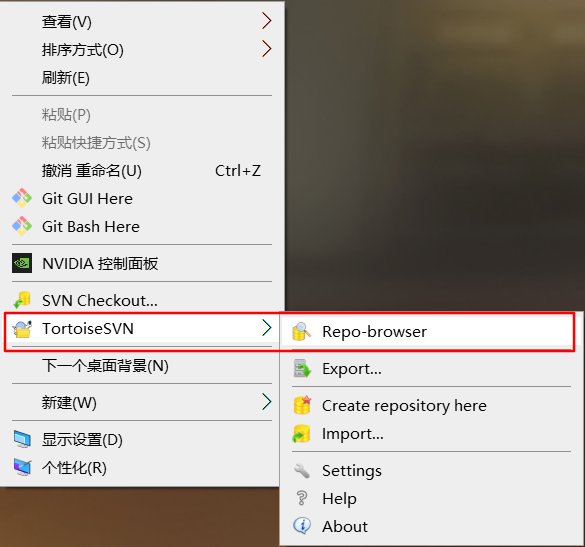 查看(V)
排序方式(O)
刷新(E)
粘贴(P)
粘贴快捷方式(S)
撤消 重命名(U) Ctrl+Z
Git GUI Here
Git Bash Here
NVIDIA 控制面板
SVN Checkout...
TortoiseSVN
下一个桌面背景(N)
新建(W)
显示设置(D)
个性化(R)
Repo-browser
Export...
Create repository here
Import...
Settings
Help
About